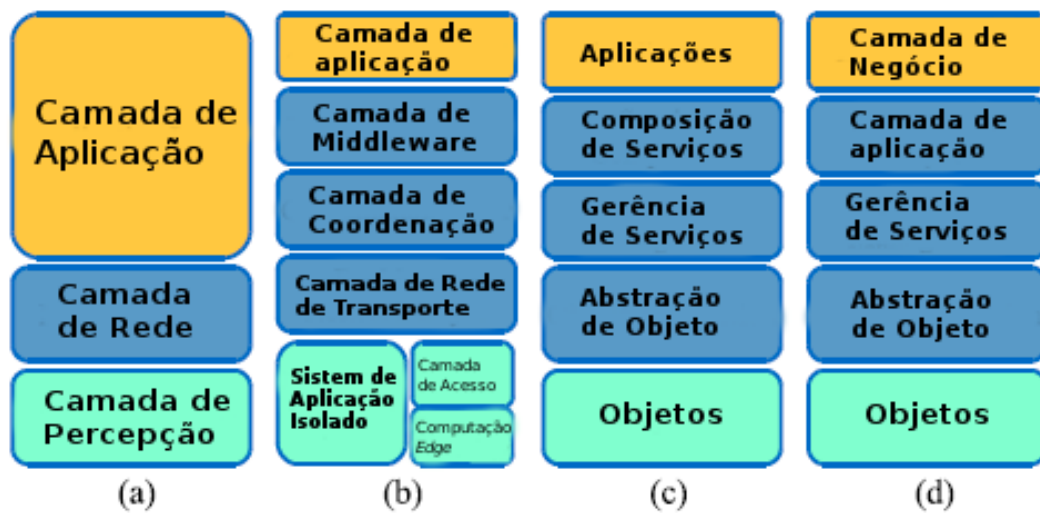 Camada de
Aplicação
Camada
de Rede
Camada de
Percepção
(a)
Camada de
aplicação
Camada de
Middleware
Camada de
Coordenação
Camada de Rede
de Transporte
Sistem de
Aplicação
Isolado
Camada
de Acesso
Computação
Edge
(b)
Aplicações
Composição
de Serviços
Gerência
de Serviços
Abstração
de Objeto
Objetos
(c)
Camada de
Negócio
Camada de
aplicação
Gerência
de Serviços
Abstração
de Objeto
Objetos
(d)